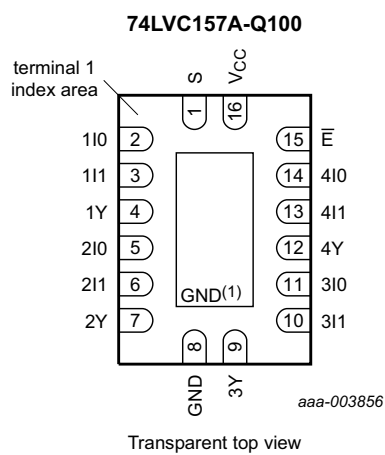 74LVC157A-Q100
terminal 1
index area
S
VCC
1
16
1I0 2
15 E̅
1I1 3
14 4I0
1Y 4
13 4I1
2I0 5
12 4Y
2I1 6
11 3I0
2Y 7
10 3I1
GND(1)
8
9
GND
3Y
aaa-003856
Transparent top view